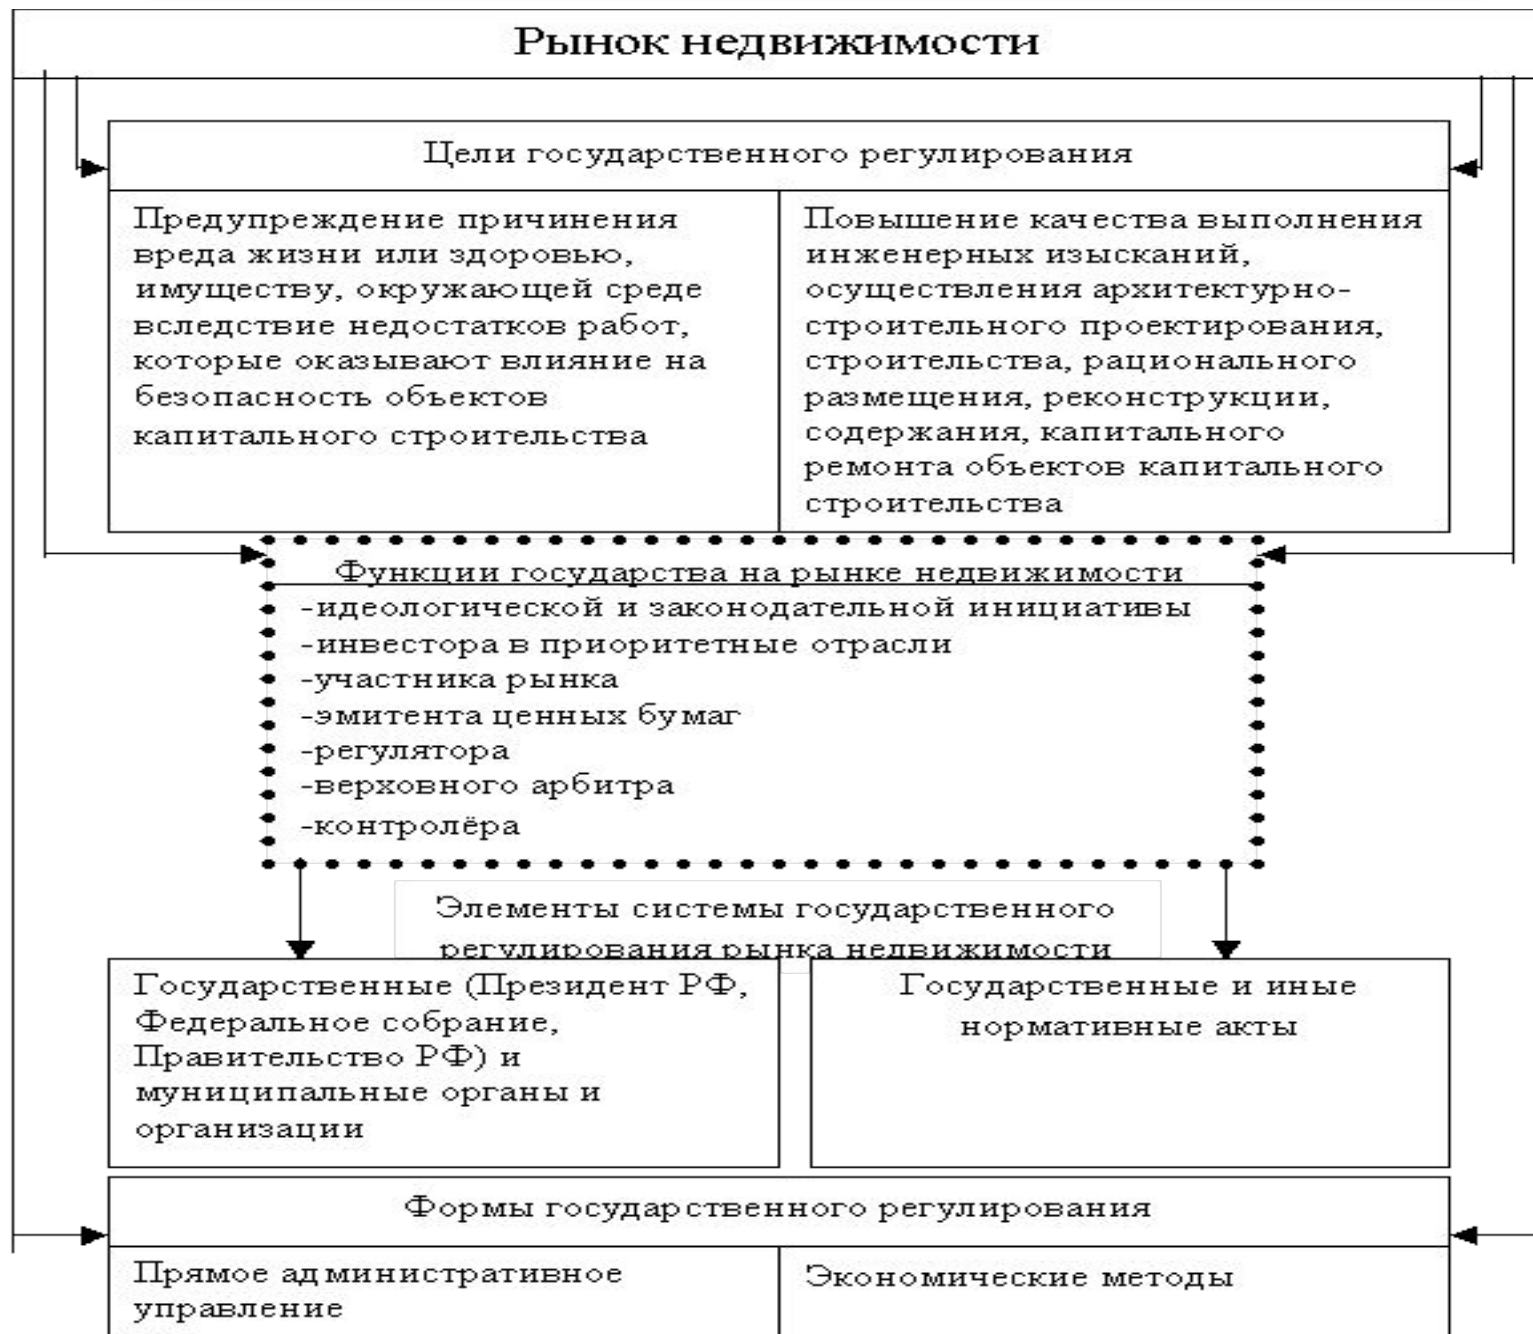 Рынок недвижимости
Цели государственного регулирования
Предупреждение причинения
вреда жизни или здоровью,
имуществу, окружающей среде
вследствие недостатков работ,
которые оказывают влияние на
безопасность объектов
капитального строительства
Повышение качества выполнения
инженерных изысканий,
осуществления архитектурно-
строительного проектирования,
строительства, рационального
размещения, реконструкции,
содержания, капитального
ремонта объектов капитального
строительства
Функции государства на рынке недвижимости
-идеологической и законодательной инициативы
-инвестора в приоритетные отрасли
-участника рынка
-эмитента ценных бумаг
-регулятора
-верховного арбитра
-контролёра
Элементы системы государственного
регулирования рынка недвижимости
Государственные (Президент РФ,
Федеральное собрание,
Правительство РФ) и
муниципальные органы и
организации
Государственные и иные
нормативные акты
Формы государственного регулирования
Прямое административное
управление
Экономические методы